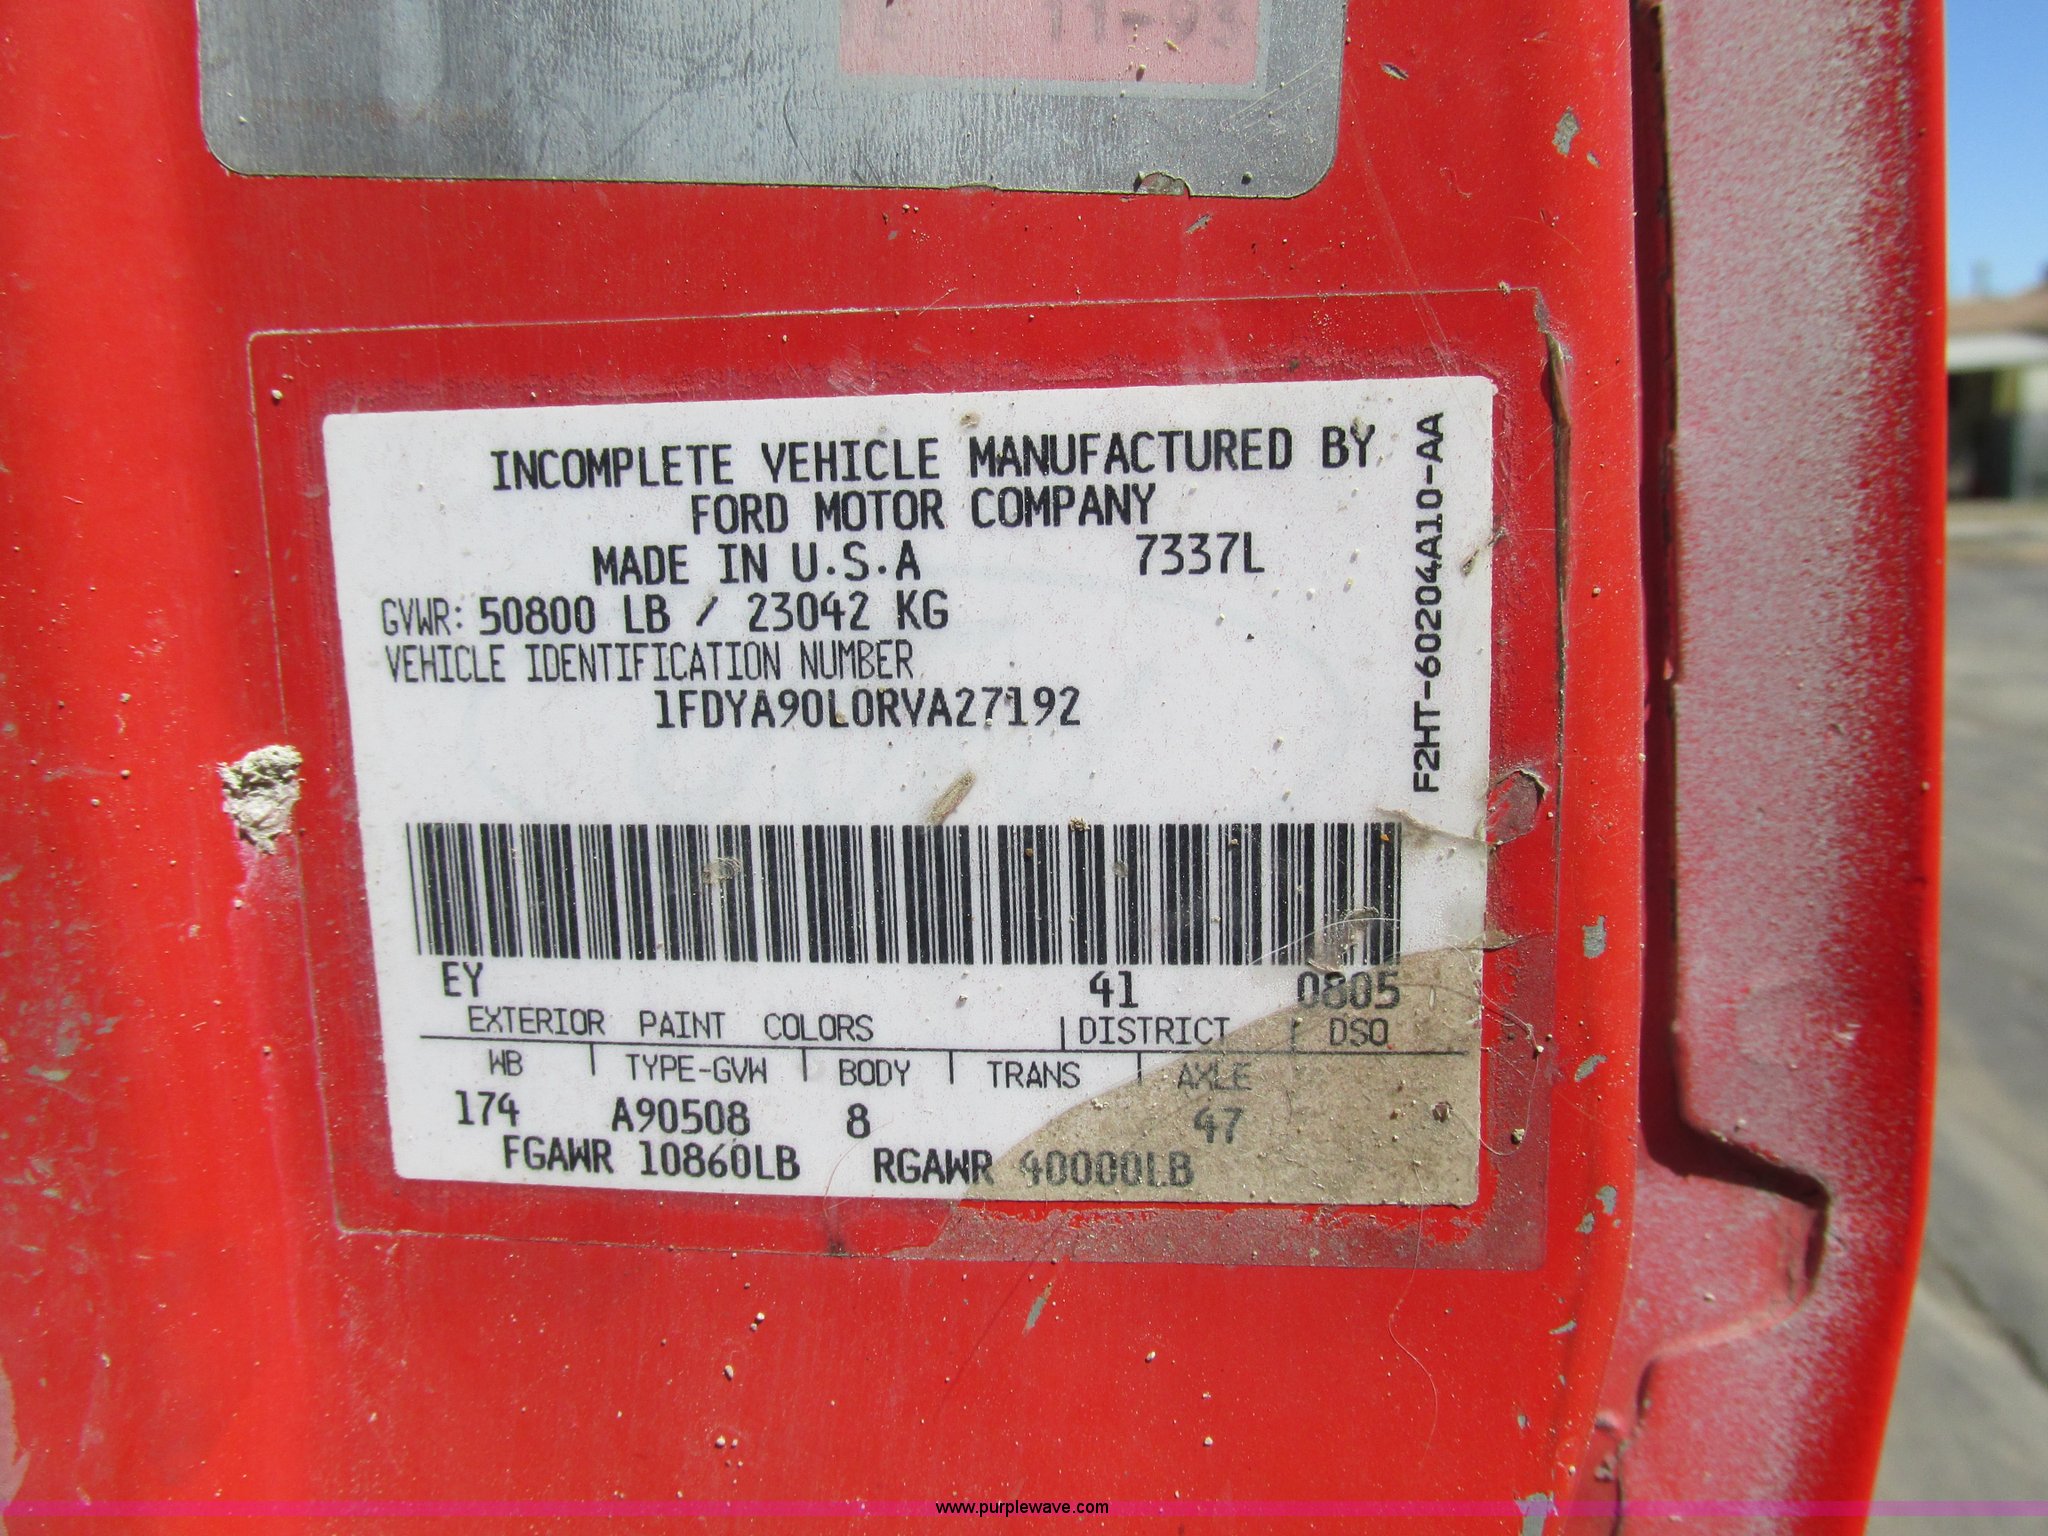 11-93
INCOMPLETE VEHICLE MANUFACTURED BY
FORD MOTOR COMPANY
MADE IN U.S.A 7337L
GVWR: 50800 LB / 23042 KG
VEHICLE IDENTIFICATION NUMBER
1FDYA90L0RVA27192
F2HT-60204A10-AA
EY 41 0805
EXTERIOR PAINT COLORS | DISTRICT | DSO
WB | TYPE-GVW | BODY | TRANS | AXLE
174 A90508 8 47
FGAWR 10860LB RGAWR 40000LB
www.purplewave.com